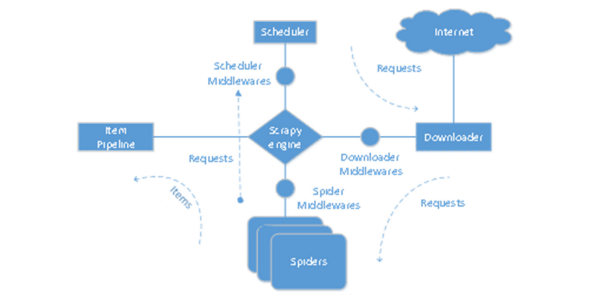 Scheduler
Internet
Scheduler
Middlewares
Requests
Item
Pipeline
Scrapy
engine
Downloader
Requests
Downloader
Middlewares
Items
Spider
Middlewares
Requests
Spiders